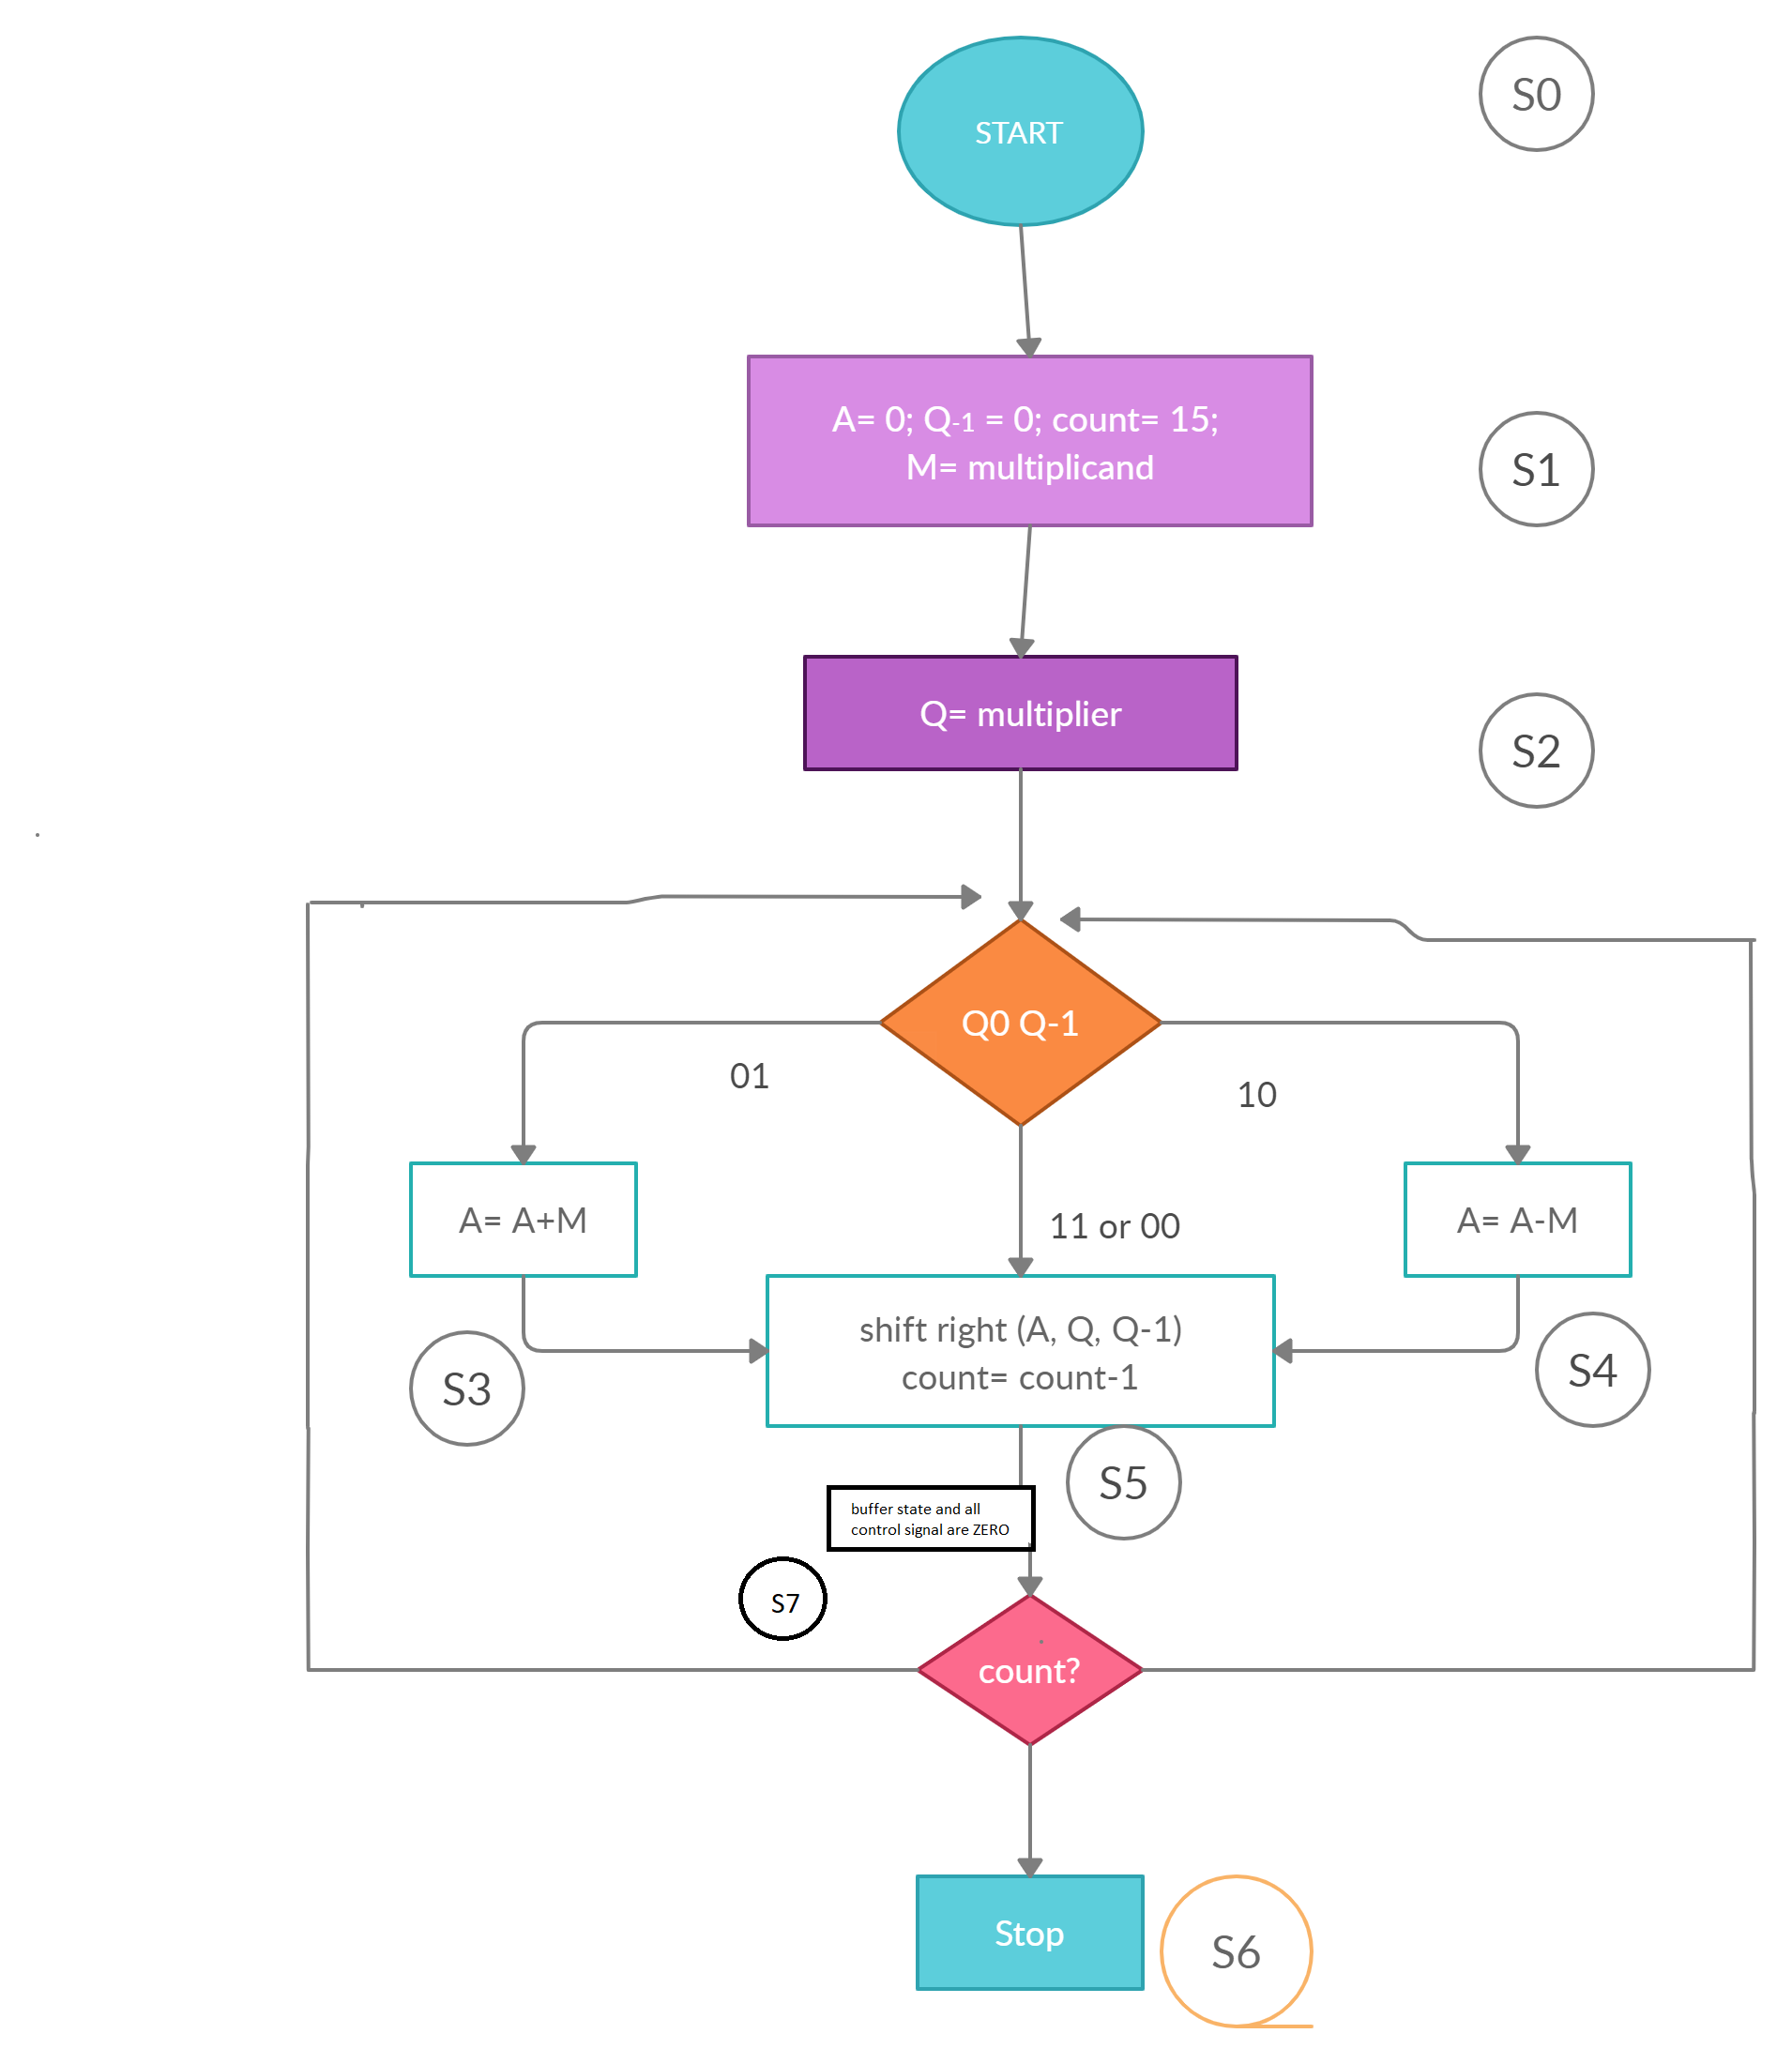 START
S0
A= 0; Q-1 = 0; count= 15;
M= multiplicand
S1
Q= multiplier
S2
Q0 Q-1
01
10
A= A+M
11 or 00
A= A-M
shift right (A, Q, Q-1)
count= count-1
S3
S4
S5
buffer state and all
control signal are ZERO
S7
count?
Stop
S6